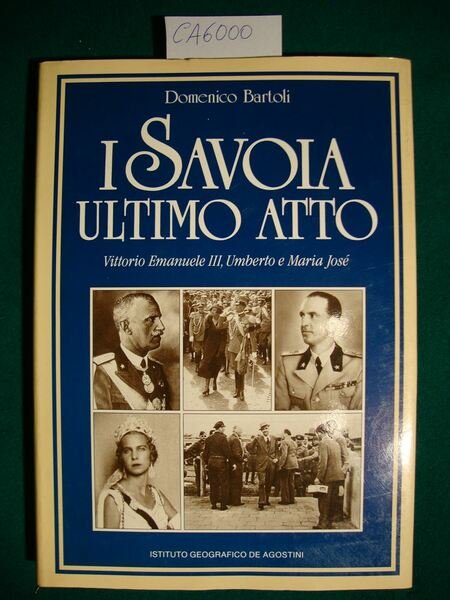 CA6000
Domenico Bartoli
I SAVOIA
ULTIMO ATTO
Vittorio Emanuele III, Umberto e Maria José
ISTITUTO GEOGRAFICO DE AGOSTINI